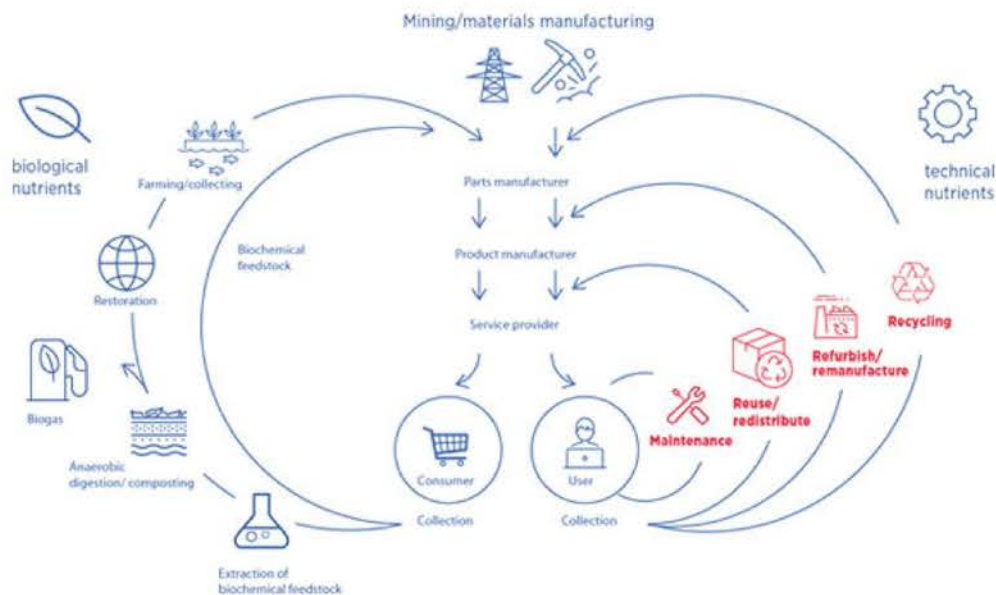 Mining/materials manufacturing
biological
nutrients
Farming/collecting
technical
nutrients
Parts manufacturer
Biochemical
feedstock
Product manufacturer
Restoration
Service provider
Recycling
Refurbish/
remanufacture
Reuse/
redistribute
Maintenance
Biogas
Anaerobic
digestion/ composting
Consumer
User
Collection
Collection
Extraction of
biochemical feedstock